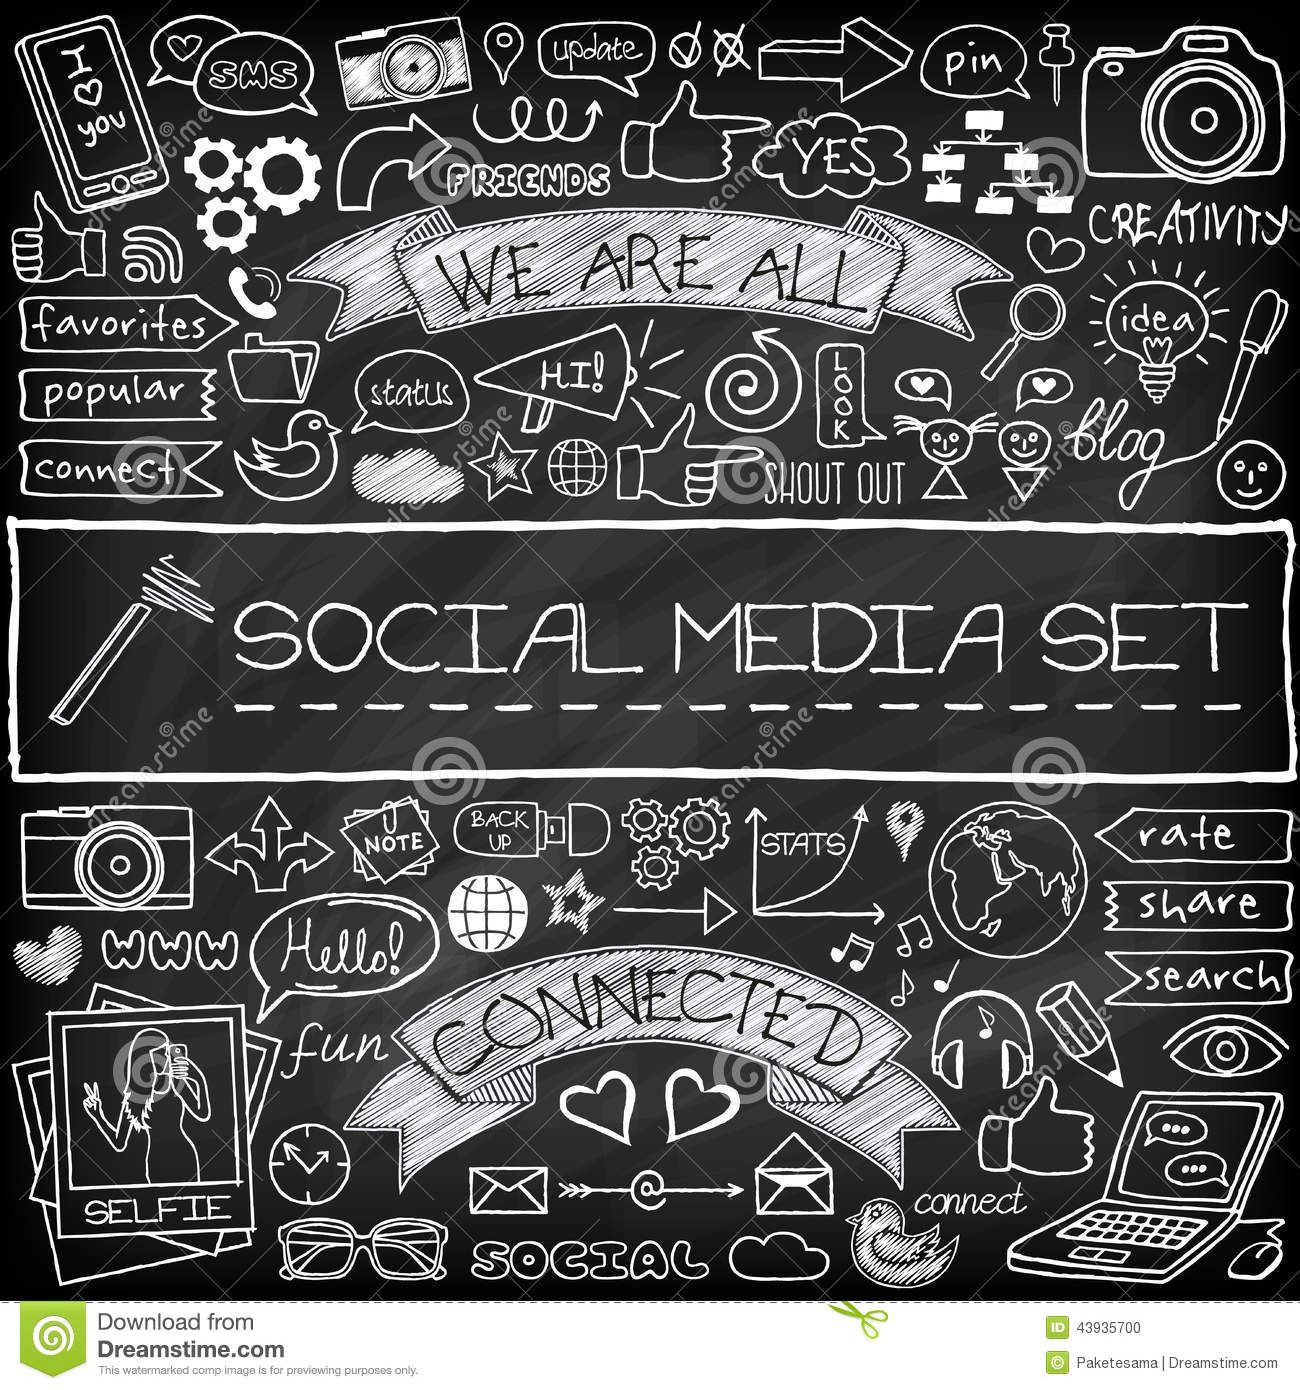 I
you
SMS
update
pin
FRIENDS
YES
CREATIVITY
WE ARE ALL
favorites
idea
popular
status
HI!
LOOK
blog
connect
SHOUT OUT
SOCIAL MEDIA SET
NOTE
BACK
UP
STATS
rate
share
www
Hello!
search
CONNECTED
fun
SELFIE
@
connect
SOCIAL
dreamstime
Download from
Dreamstime.com
This watermarked comp image is for previewing purposes only.
ID 43935700
© Paketesama | Dreamstime.com